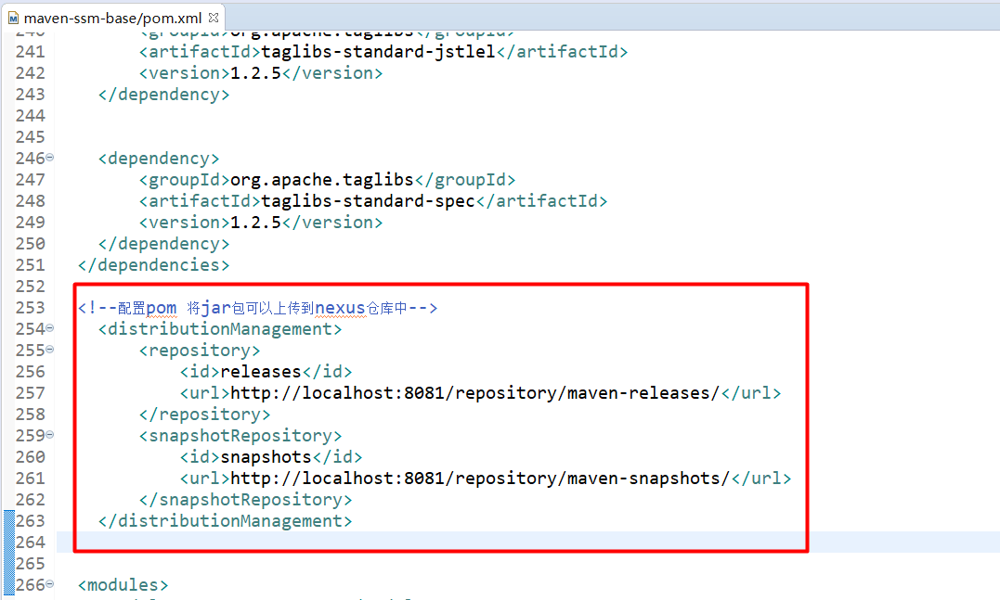 maven-ssm-base/pom.xml
240 <groupId>org.apache.taglibs</groupId>
241 <artifactId>taglibs-standard-jstlel</artifactId>
242 <version>1.2.5</version>
243 </dependency>
244
245
246 <dependency>
247 <groupId>org.apache.taglibs</groupId>
248 <artifactId>taglibs-standard-spec</artifactId>
249 <version>1.2.5</version>
250 </dependency>
251 </dependencies>
252
253 <!--配置pom 将jar包可以上传到nexus仓库中-->
254 <distributionManagement>
255 <repository>
256 <id>releases</id>
257 <url>http://localhost:8081/repository/maven-releases/</url>
258 </repository>
259 <snapshotRepository>
260 <id>snapshots</id>
261 <url>http://localhost:8081/repository/maven-snapshots/</url>
262 </snapshotRepository>
263 </distributionManagement>
264
265
266 <modules>